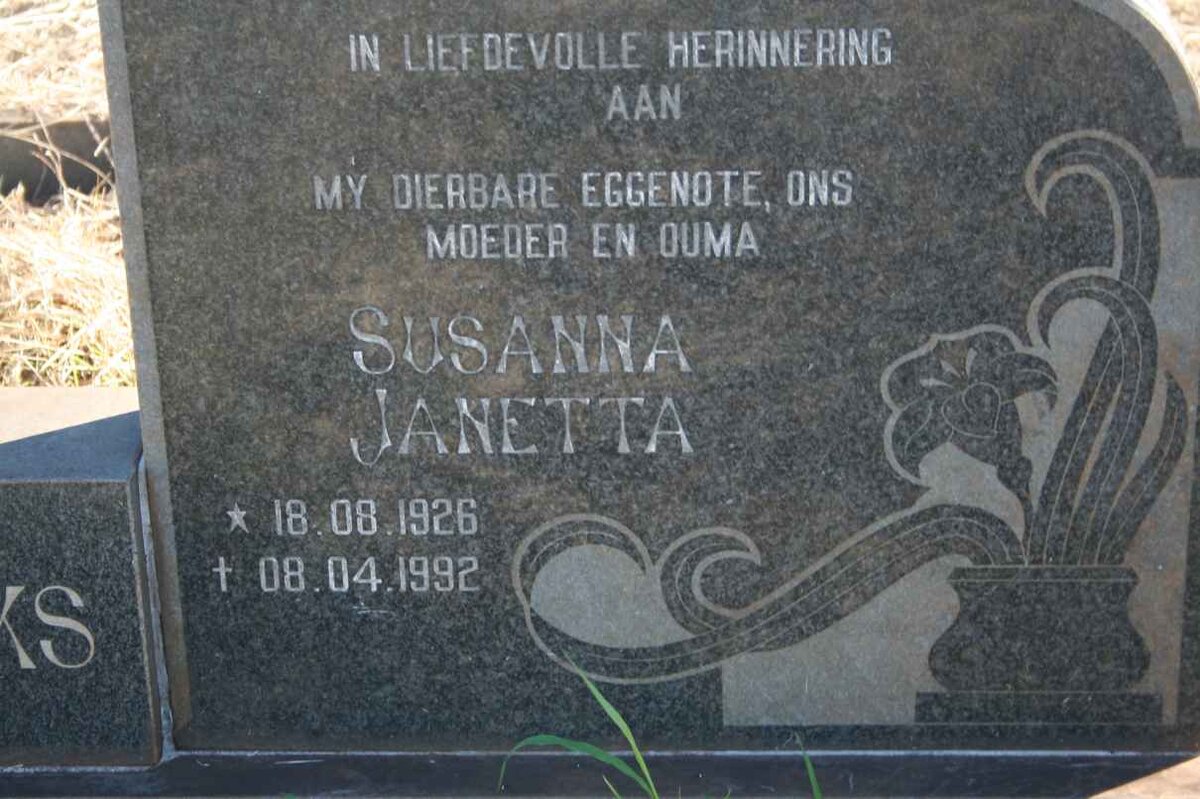 IN LIEFDEVOLLE HERINNERING
AAN
MY DIERBARE EGGENOTE, ONS
MOEDER EN OUMA
SUSANNA
JANETTA
* 18.08.1926
† 08.04.1992
KS